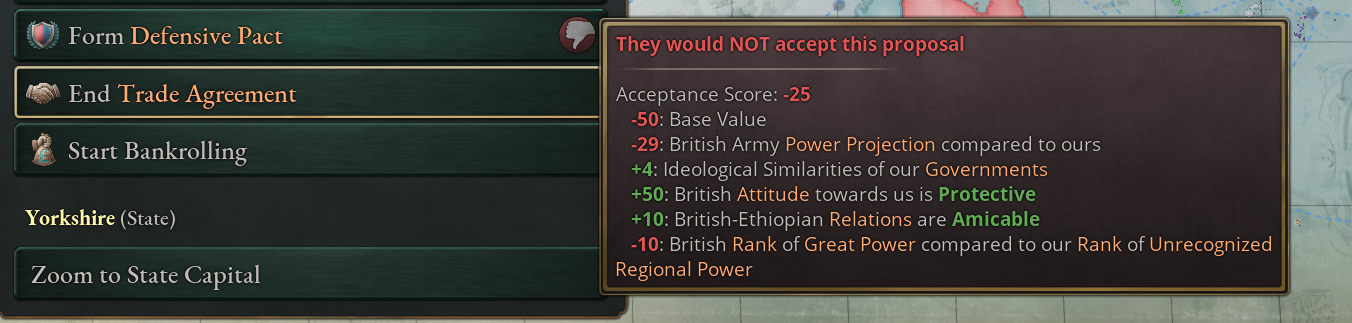 Form Defensive Pact
End Trade Agreement
Start Bankrolling
Yorkshire (State)
Zoom to State Capital
They would NOT accept this proposal
Acceptance Score: -25
-50: Base Value
-29: British Army Power Projection compared to ours
+4: Ideological Similarities of our Governments
+50: British Attitude towards us is Protective
+10: British-Ethiopian Relations are Amicable
-10: British Rank of Great Power compared to our Rank of Unrecognized
Regional Power